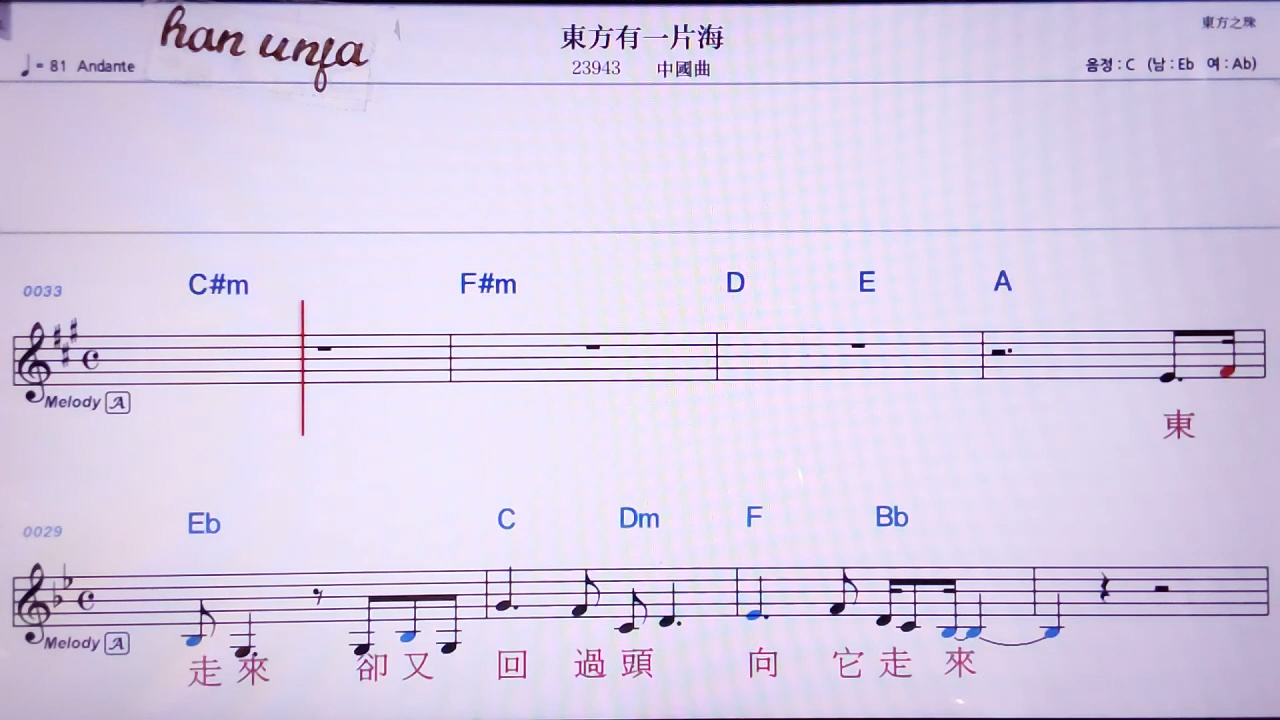 han unfa
東方有一片海
東方之珠
♩= 81 Andante
23943 中國曲
음정 : C (남 : Eb 여 : Ab)
C#m F#m D E A
0033
Melody A
東
Eb C Dm F Bb
0029
Melody A
走 來 卻 又 回 過 頭 向 它 走 來